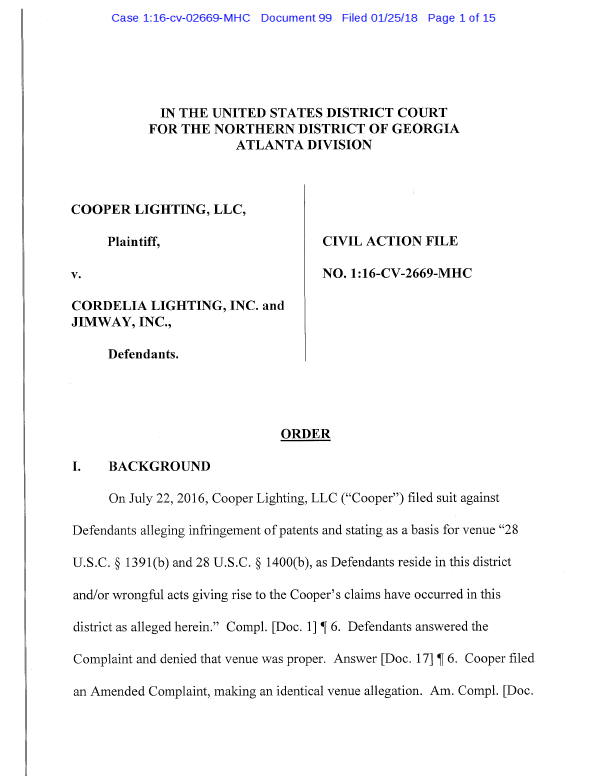 Case 1:16-cv-02669-MHC Document 99 Filed 01/25/18 Page 1 of 15
IN THE UNITED STATES DISTRICT COURT
FOR THE NORTHERN DISTRICT OF GEORGIA
ATLANTA DIVISION
COOPER LIGHTING, LLC,
Plaintiff,
v.
CORDELIA LIGHTING, INC. and
JIMWAY, INC.,
Defendants.
CIVIL ACTION FILE
NO. 1:16-CV-2669-MHC
ORDER
I. BACKGROUND
On July 22, 2016, Cooper Lighting, LLC (“Cooper”) filed suit against
Defendants alleging infringement of patents and stating as a basis for venue “28
U.S.C. § 1391(b) and 28 U.S.C. § 1400(b), as Defendants reside in this district
and/or wrongful acts giving rise to the Cooper’s claims have occurred in this
district as alleged herein.” Compl. [Doc. 1] ¶ 6. Defendants answered the
Complaint and denied that venue was proper. Answer [Doc. 17] ¶ 6. Cooper filed
an Amended Complaint, making an identical venue allegation. Am. Compl. [Doc.